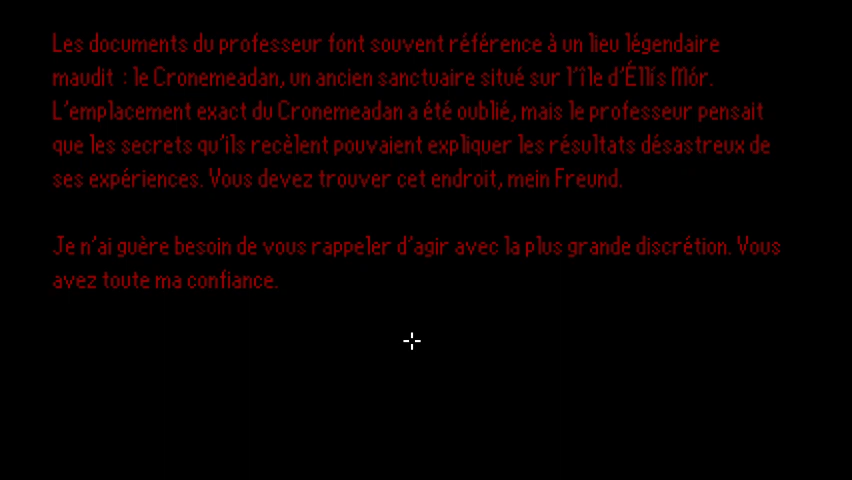 Les documents du professeur font souvent référence à un lieu légendaire
maudit : le Cronemeadan, un ancien sanctuaire situé sur l'île d'Éllís Mór.
L'emplacement exact du Cronemeadan a été oublié, mais le professeur pensait
que les secrets qu'ils recèlent pouvaient expliquer les résultats désastreux de
ses expériences. Vous devez trouver cet endroit, mein Freund.
Je n'ai guère besoin de vous rappeler d'agir avec la plus grande discrétion. Vous
avez toute ma confiance.